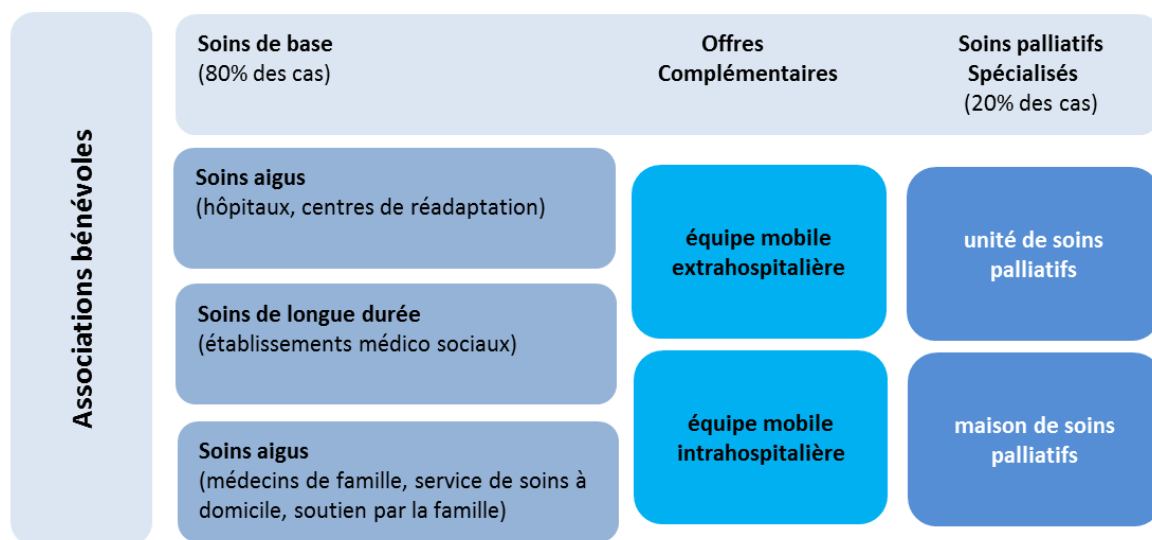 Associations bénévoles
Soins de base
(80% des cas)
Offres
Complémentaires
Soins palliatifs
Spécialisés
(20% des cas)
Soins aigus
(hôpitaux, centres de réadaptation)
Soins de longue durée
(établissements médico sociaux)
Soins aigus
(médecins de famille, service de soins à
domicile, soutien par la famille)
équipe mobile
extrahospitalière
équipe mobile
intrahospitalière
unité de soins
palliatifs
maison de soins
palliatifs